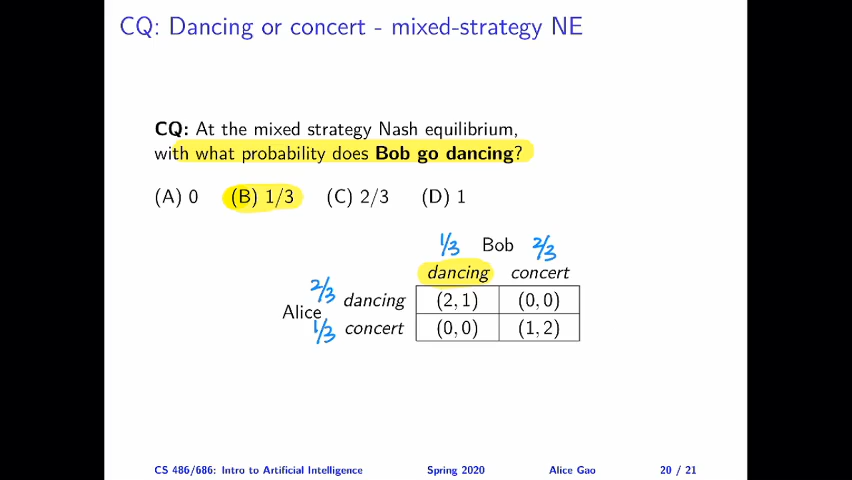 CQ: Dancing or concert - mixed-strategy NE
CQ: At the mixed strategy Nash equilibrium,
with what probability does Bob go dancing?
(A) 0 (B) 1/3 (C) 2/3 (D) 1
1/3 Bob 2/3
dancing concert
2/3 dancing (2, 1) (0, 0)
Alice
1/3 concert (0, 0) (1, 2)
CS 486/686: Intro to Artificial Intelligence Spring 2020 Alice Gao 20 / 21